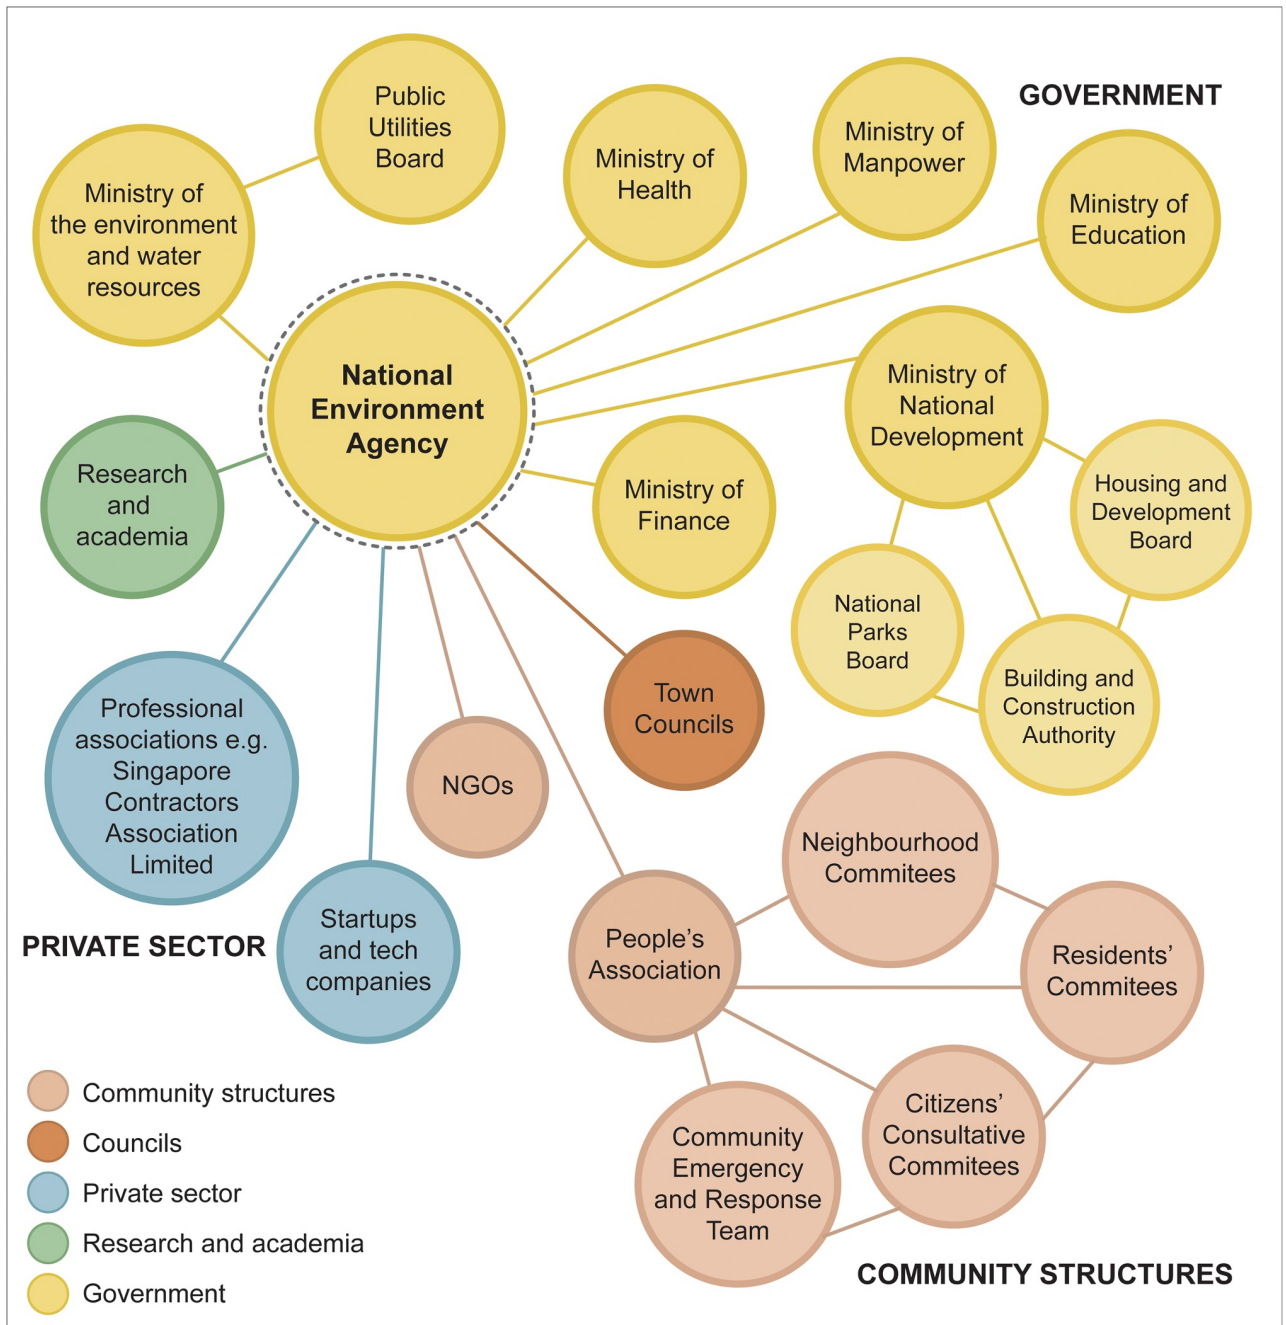 GOVERNMENT
Public
Utilities
Board
Ministry of
Health
Ministry of
Manpower
Ministry of
Education
Ministry of
the environment
and water
resources
National
Environment
Agency
Ministry of
National
Development
Research
and
academia
Ministry of
Finance
Housing and
Development
Board
National
Parks
Board
Building and
Construction
Authority
Town
Councils
Professional
associations e.g.
Singapore
Contractors
Association
Limited
NGOs
Neighbourhood
Commitees
PRIVATE SECTOR
Startups
and tech
companies
People’s
Association
Residents’
Commitees
Citizens’
Consultative
Commitees
Community
Emergency
and Response
Team
COMMUNITY STRUCTURES
Community structures
Councils
Private sector
Research and academia
Government